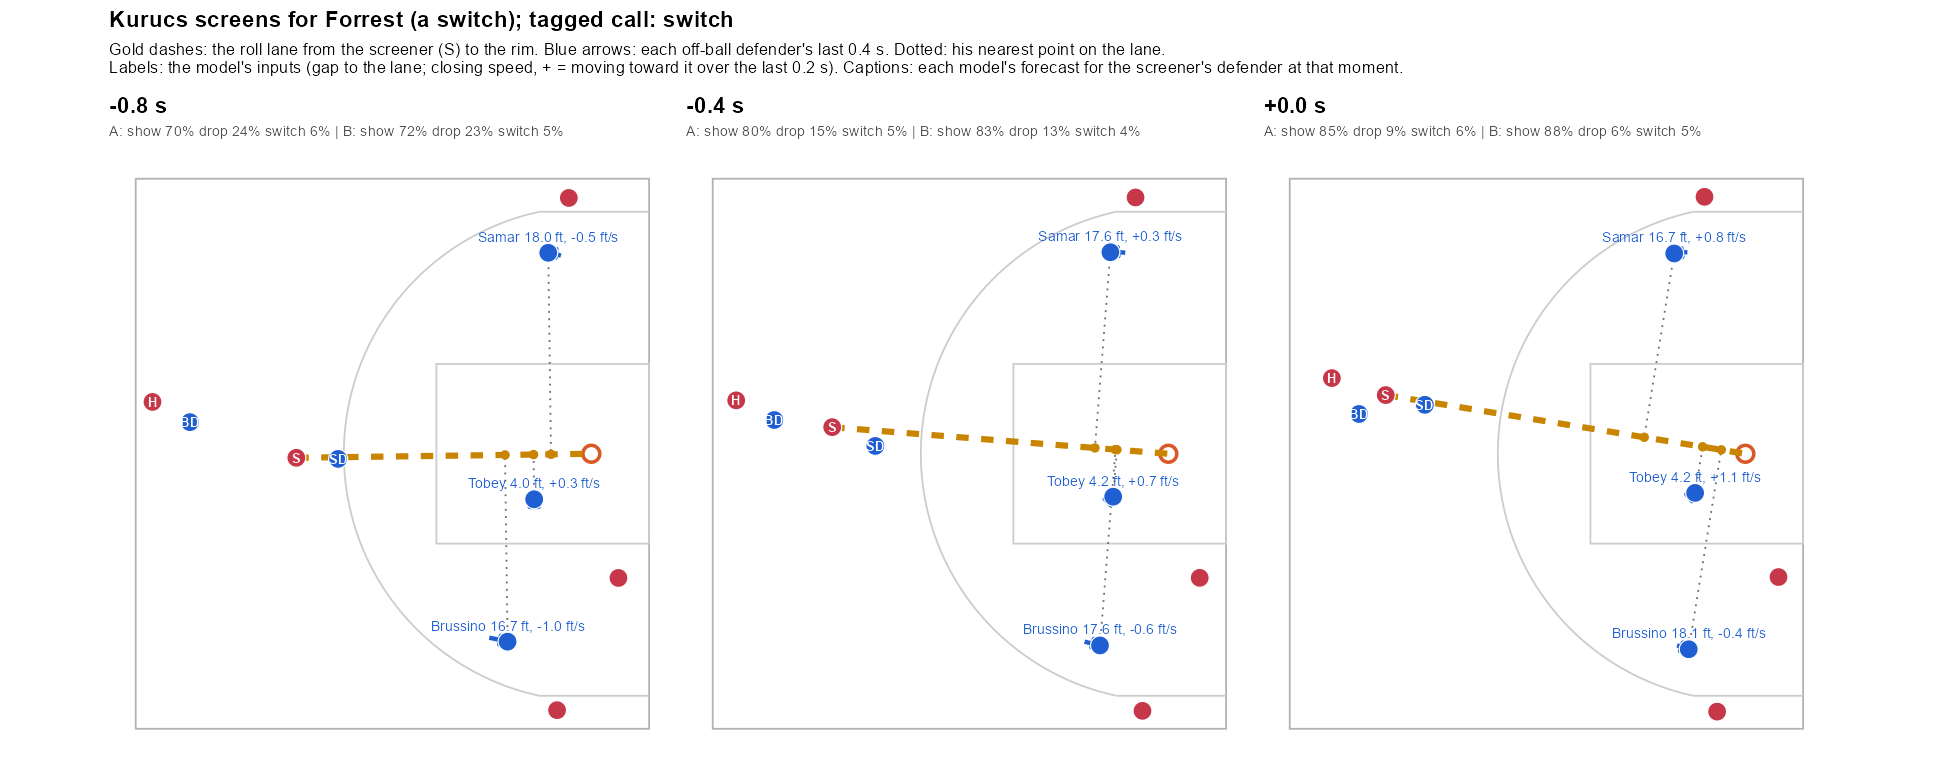 Kurucs screens for Forrest (a switch); tagged call: switch
Gold dashes: the roll lane from the screener (S) to the rim. Blue arrows: each off-ball defender's last 0.4 s. Dotted: his nearest point on the lane.
Labels: the model's inputs (gap to the lane; closing speed, + = moving toward it over the last 0.2 s). Captions: each model's forecast for the screener's defender at that moment.
-0.8 s
A: show 70% drop 24% switch 6% | B: show 72% drop 23% switch 5%
Samar 18.0 ft, -0.5 ft/s
H
BD
S
SD
Tobey 4.0 ft, +0.3 ft/s
Brussino 16.7 ft, -1.0 ft/s
-0.4 s
A: show 80% drop 15% switch 5% | B: show 83% drop 13% switch 4%
Samar 17.6 ft, +0.3 ft/s
H
BD
S
SD
Tobey 4.2 ft, +0.7 ft/s
Brussino 17.6 ft, -0.6 ft/s
+0.0 s
A: show 85% drop 9% switch 6% | B: show 88% drop 6% switch 5%
Samar 16.7 ft, +0.8 ft/s
H
S
BD
SD
Tobey 4.2 ft, +1.1 ft/s
Brussino 18.1 ft, -0.4 ft/s